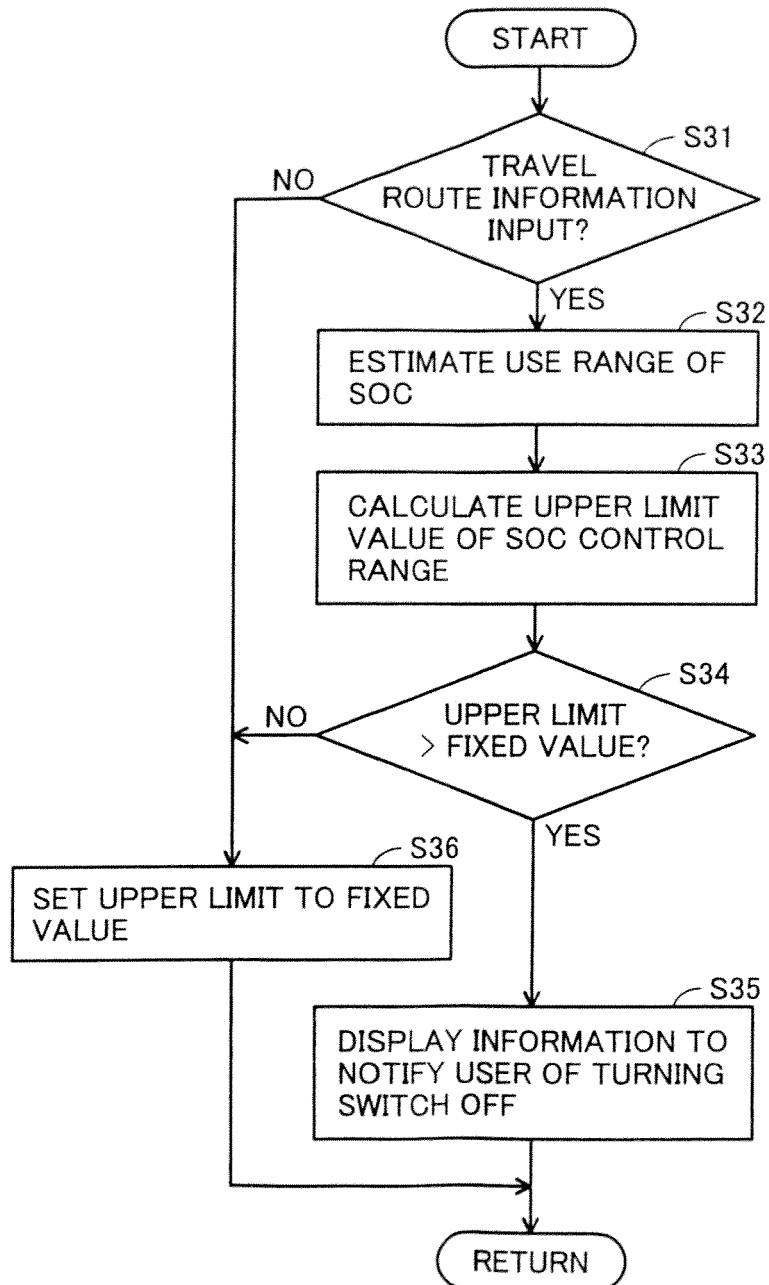 START
S31
TRAVEL
ROUTE INFORMATION
INPUT?
NO
YES
S32
ESTIMATE USE RANGE OF
SOC
S33
CALCULATE UPPER LIMIT
VALUE OF SOC CONTROL
RANGE
S34
UPPER LIMIT
> FIXED VALUE?
NO
YES
S36
SET UPPER LIMIT TO FIXED
VALUE
S35
DISPLAY INFORMATION TO
NOTIFY USER OF TURNING
SWITCH OFF
RETURN